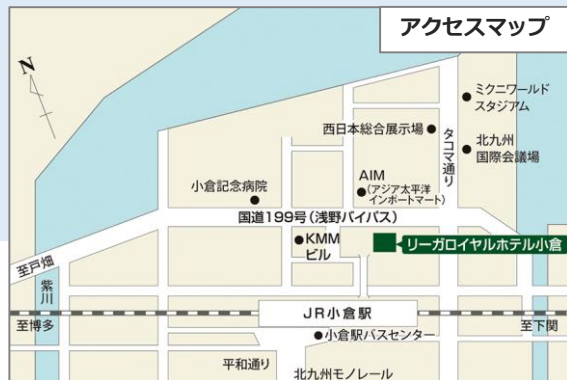 アクセスマップ
N
ミクニワールド
スタジアム
西日本総合展示場
タコマ通り
北九州
国際会議場
AIM
(アジア太平洋
インポートマート)
小倉記念病院
国道199号(浅野バイパス)
KMM
ビル
リーガロイヤルホテル小倉
至戸畑
紫川
JR小倉駅
至博多
小倉駅バスセンター
至下関
平和通り
北九州モノレール